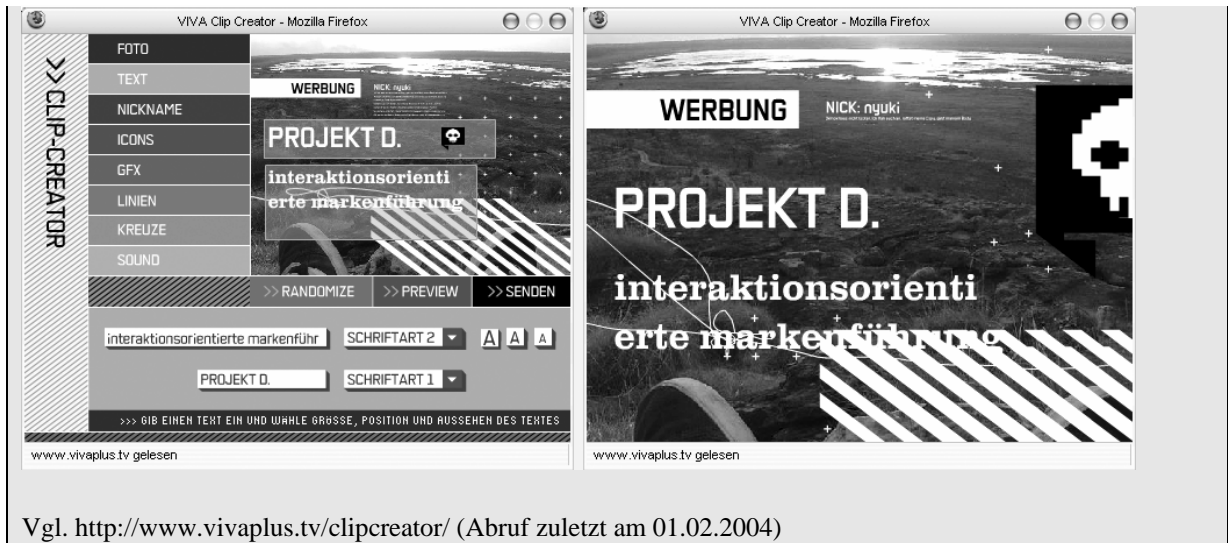 VIVA Clip Creator - Mozilla Firefox
>> CLIP-CREATOR
FOTO
TEXT
NICKNAME
ICONS
GFX
LINIEN
KREUZE
SOUND
WERBUNG
NICK: nyuki
PROJEKT D.
interaktionsorienti
erte markenführung
>> RANDOMIZE
>> PREVIEW
>> SENDEN
interaktionsorientierte markenführ
SCHRIFTART 2
A A A
PROJEKT D.
SCHRIFTART 1
>>> GIB EINEN TEXT EIN UND WÄHLE GRÖSSE, POSITION UND AUSSEHEN DES TEXTES
www.vivaplus.tv gelesen
VIVA Clip Creator - Mozilla Firefox
WERBUNG
NICK: nyuki
PROJEKT D.
interaktionsorienti
erte markenführung
www.vivaplus.tv gelesen
Vgl. http://www.vivaplus.tv/clipcreator/ (Abruf zuletzt am 01.02.2004)